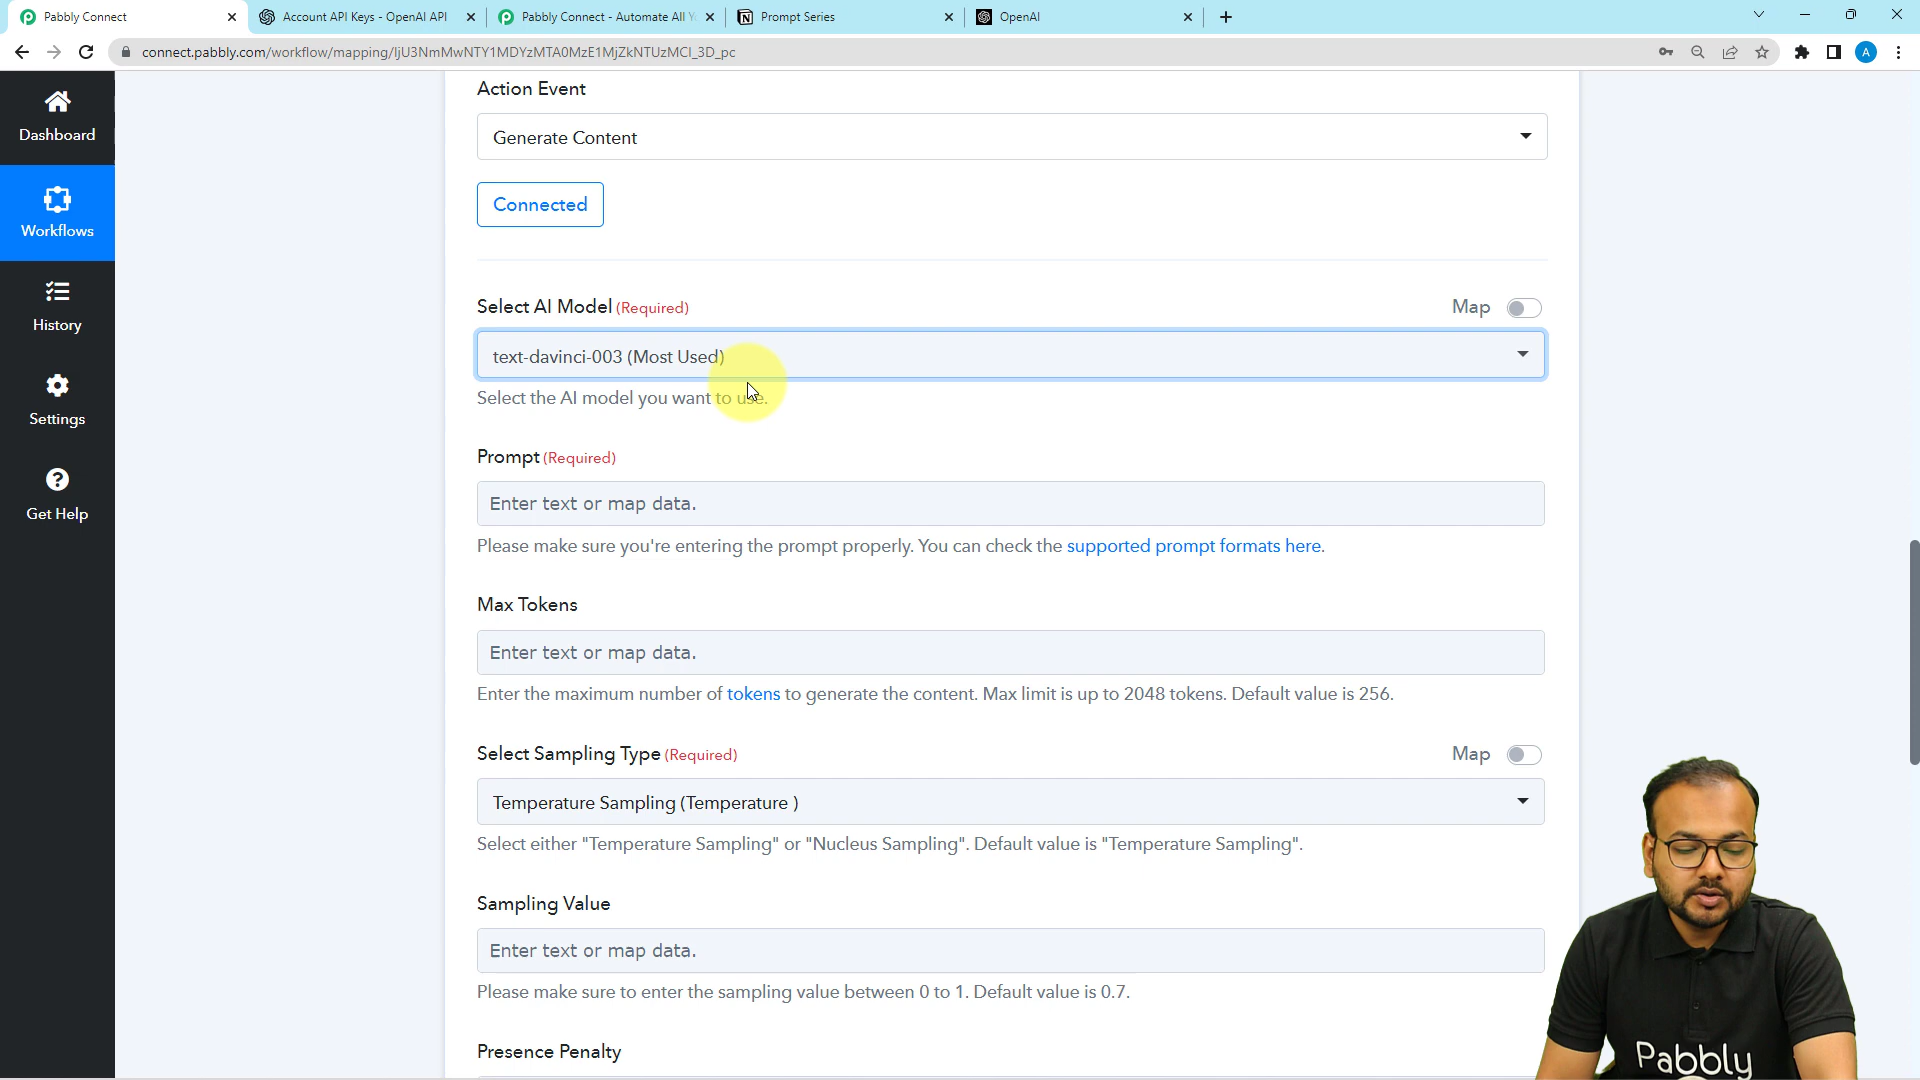 Pabbly Connect
Account API Keys - OpenAI API
Pabbly Connect - Automate All Y
Prompt Series
OpenAI
connect.pabbly.com/workflow/mapping/IjU3NmMwNTY1MDYzMTA0MzE1MjZkNTUzMCI_3D_pc
A
Dashboard
Workflows
History
Settings
Get Help
Action Event
Generate Content
Connected
Select AI Model (Required)
Map
text-davinci-003 (Most Used)
Select the AI model you want to use.
Prompt (Required)
Enter text or map data.
Please make sure you're entering the prompt properly. You can check the supported prompt formats here.
Max Tokens
Enter text or map data.
Enter the maximum number of tokens to generate the content. Max limit is up to 2048 tokens. Default value is 256.
Select Sampling Type (Required)
Map
Temperature Sampling (Temperature )
Select either "Temperature Sampling" or "Nucleus Sampling". Default value is "Temperature Sampling".
Sampling Value
Enter text or map data.
Please make sure to enter the sampling value between 0 to 1. Default value is 0.7.
Presence Penalty
Pabbly